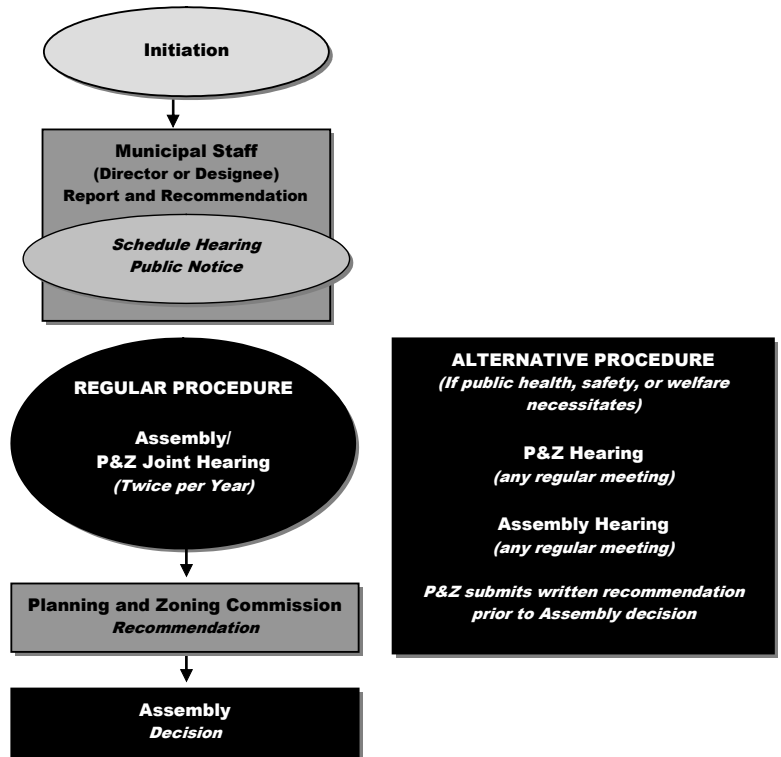 Initiation
Municipal Staff
(Director or Designee)
Report and Recommendation
Schedule Hearing
Public Notice
REGULAR PROCEDURE
Assembly/
P&Z Joint Hearing
(Twice per Year)
Planning and Zoning Commission
Recommendation
Assembly
Decision
ALTERNATIVE PROCEDURE
(If public health, safety, or welfare
necessitates)
P&Z Hearing
(any regular meeting)
Assembly Hearing
(any regular meeting)
P&Z submits written recommendation
prior to Assembly decision